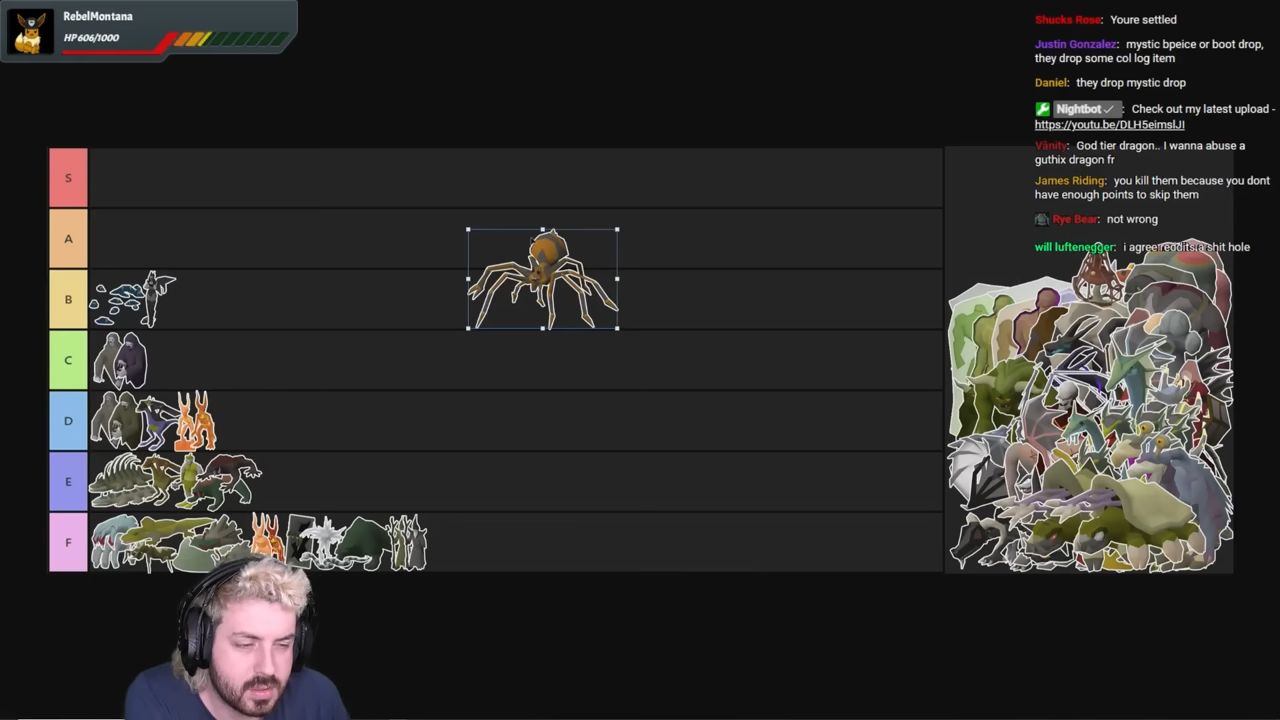 RebelMontana
HP 606/1000
Shucks Rose: Youre settled
Justin Gonzalez: mystic bpeice or boot drop,
they drop some col log item
Daniel: they drop mystic drop
Nightbot ✓ : Check out my latest upload -
https://youtu.be/DLH5eimslJI
Vänity: God tier dragon.. I wanna abuse a
guthix dragon fr
James Riding: you kill them because you dont
have enough points to skip them
Rye Bear: not wrong
will luftenegger: i agree reddits a shit hole
S
A
B
C
D
E
F